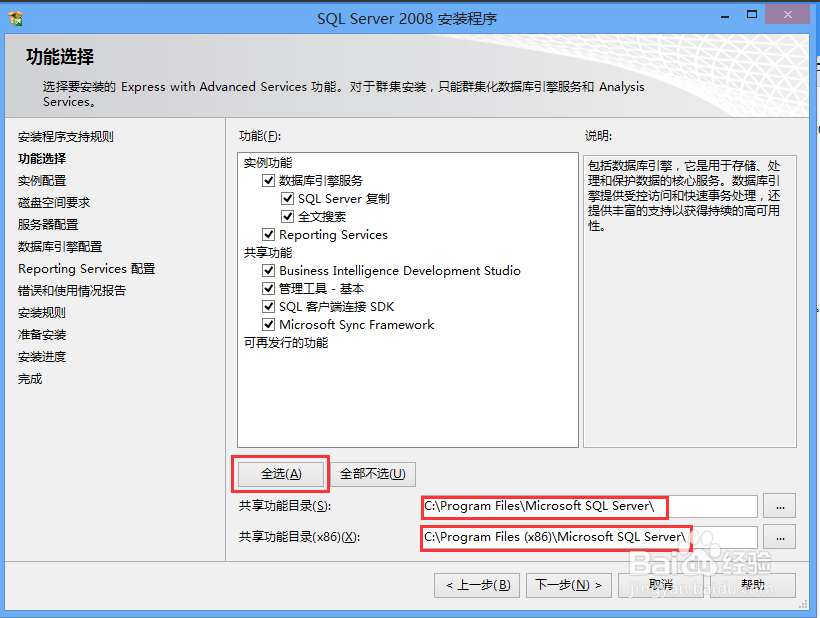 SQL Server 2008 安装程序
功能选择
选择要安装的 Express with Advanced Services 功能。对于群集安装，只能群集化数据库引擎服务和 Analysis
Services。
安装程序支持规则
功能选择
实例配置
磁盘空间要求
服务器配置
数据库引擎配置
Reporting Services 配置
错误和使用情况报告
安装规则
准备安装
安装进度
完成
功能(F):
实例功能
数据库引擎服务
SQL Server 复制
全文搜索
Reporting Services
共享功能
Business Intelligence Development Studio
管理工具 - 基本
SQL 客户端连接 SDK
Microsoft Sync Framework
可再发行的功能
说明:
包括数据库引擎，它是用于存储、处
理和保护数据的核心服务。数据库引
擎提供受控访问和快速事务处理，还
提供丰富的支持以获得持续的高可用
性。
全选(A)
全部不选(U)
共享功能目录(S):
C:\Program Files\Microsoft SQL Server\
...
共享功能目录(x86)(X):
C:\Program Files (x86)\Microsoft SQL Server\
...
< 上一步(B)
下一步(N) >
取消
帮助
Baidu经验
jingyan.baidu.com